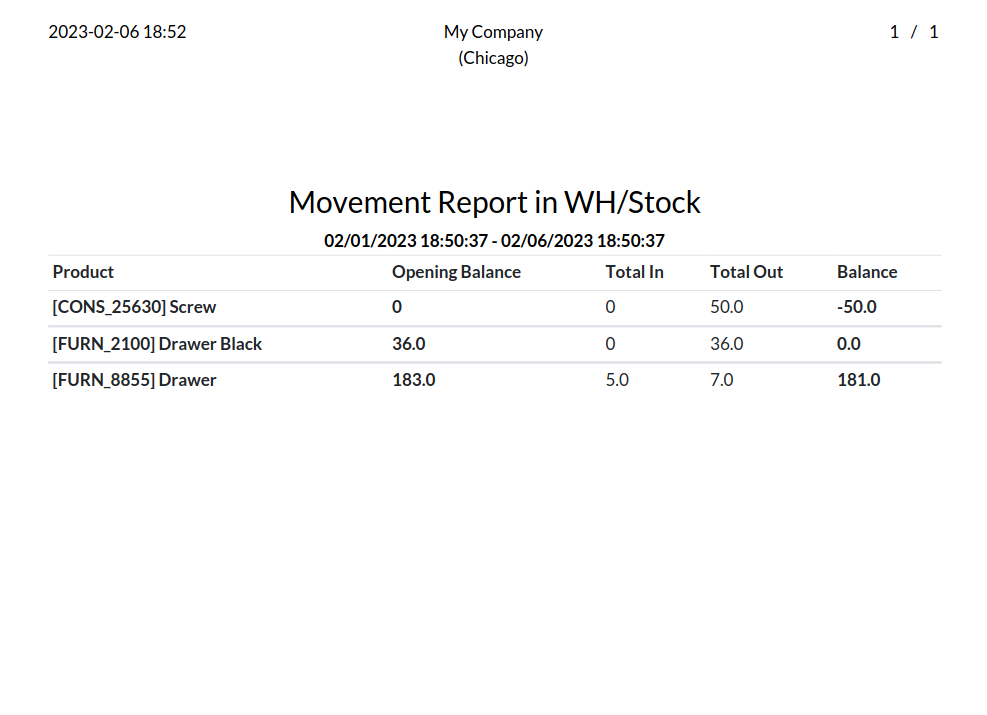 2023-02-06 18:52 My Company 1 / 1
(Chicago)
Movement Report in WH/Stock
02/01/2023 18:50:37 - 02/06/2023 18:50:37
Product Opening Balance Total In Total Out Balance
[CONS_25630] Screw 0 0 50.0 -50.0
[FURN_2100] Drawer Black 36.0 0 36.0 0.0
[FURN_8855] Drawer 183.0 5.0 7.0 181.0